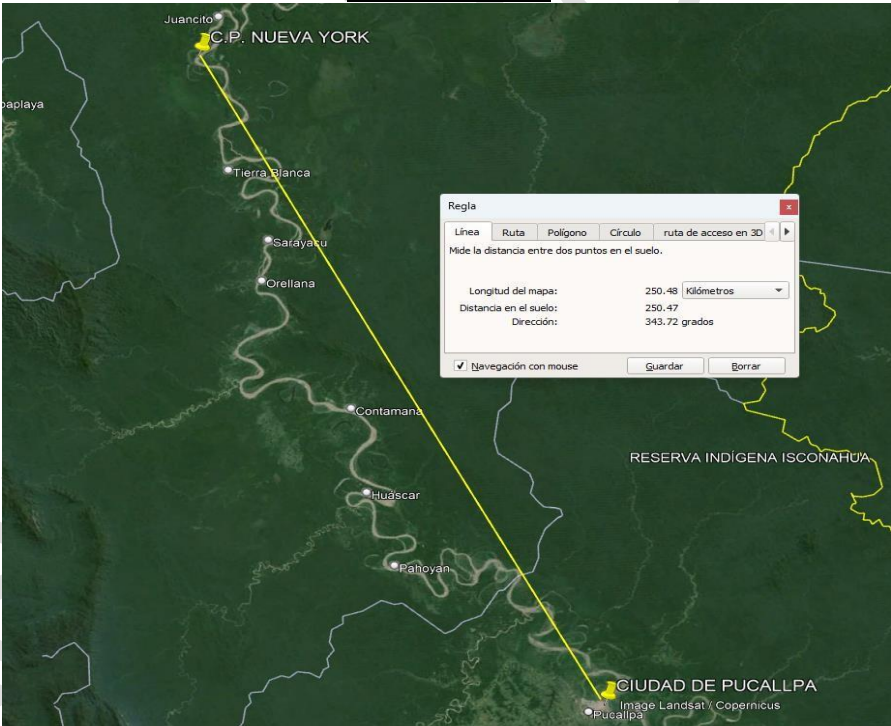 Juancito
C.P. NUEVA YORK
paplaya
Tierra Blanca
Regla
x
Línea Ruta Polígono Círculo ruta de acceso en 3D
Mide la distancia entre dos puntos en el suelo.
Longitud del mapa: 250.48 Kilómetros
Distancia en el suelo: 250.47
Dirección: 343.72 grados
Navegación con mouse Guardar Borrar
Sarayacu
Orellana
Contamana
RESERVA INDÍGENA ISCONAHUA
Huáscar
Pahoyan
CIUDAD DE PUCALLPA
Image Landsat / Copernicus
Pucallpa